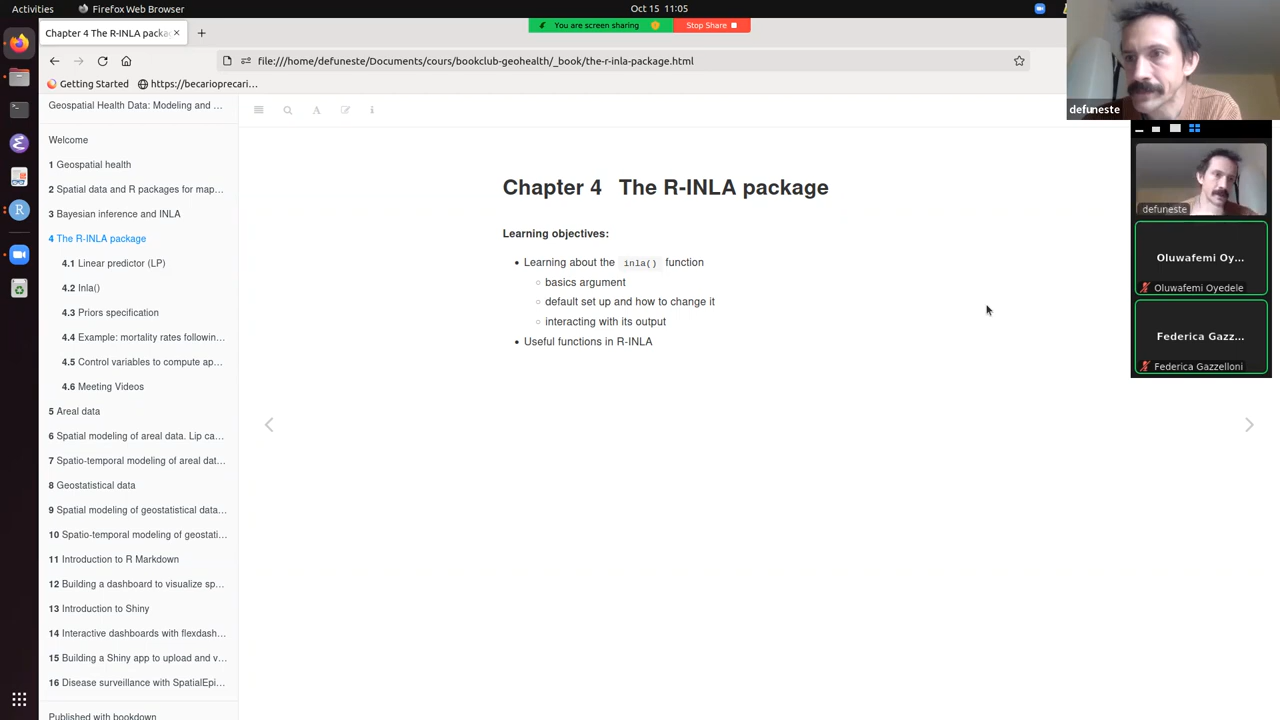 Activities
Firefox Web Browser
Oct 15 11:05
You are screen sharing
Stop Share
Chapter 4 The R-INLA packa
file:///home/defuneste/Documents/cours/bookclub-geohealth/_book/the-r-inla-package.html
Getting Started
https://becarioprecari…
Geospatial Health Data: Modeling and …
Welcome
1 Geospatial health
2 Spatial data and R packages for map…
3 Bayesian inference and INLA
4 The R-INLA package
4.1 Linear predictor (LP)
4.2 Inla()
4.3 Priors specification
4.4 Example: mortality rates followin…
4.5 Control variables to compute ap…
4.6 Meeting Videos
5 Areal data
6 Spatial modeling of areal data. Lip ca…
7 Spatio-temporal modeling of areal dat…
8 Geostatistical data
9 Spatial modeling of geostatistical data…
10 Spatio-temporal modeling of geostati…
11 Introduction to R Markdown
12 Building a dashboard to visualize sp…
13 Introduction to Shiny
14 Interactive dashboards with flexdash…
15 Building a Shiny app to upload and v…
16 Disease surveillance with SpatialEpi…
Published with bookdown
Chapter 4 The R-INLA package
Learning objectives:
• Learning about the inla() function
◦ basics argument
◦ default set up and how to change it
◦ interacting with its output
• Useful functions in R-INLA
defuneste
defuneste
Oluwafemi Oy...
Oluwafemi Oyedele
Federica Gazz...
Federica Gazzelloni